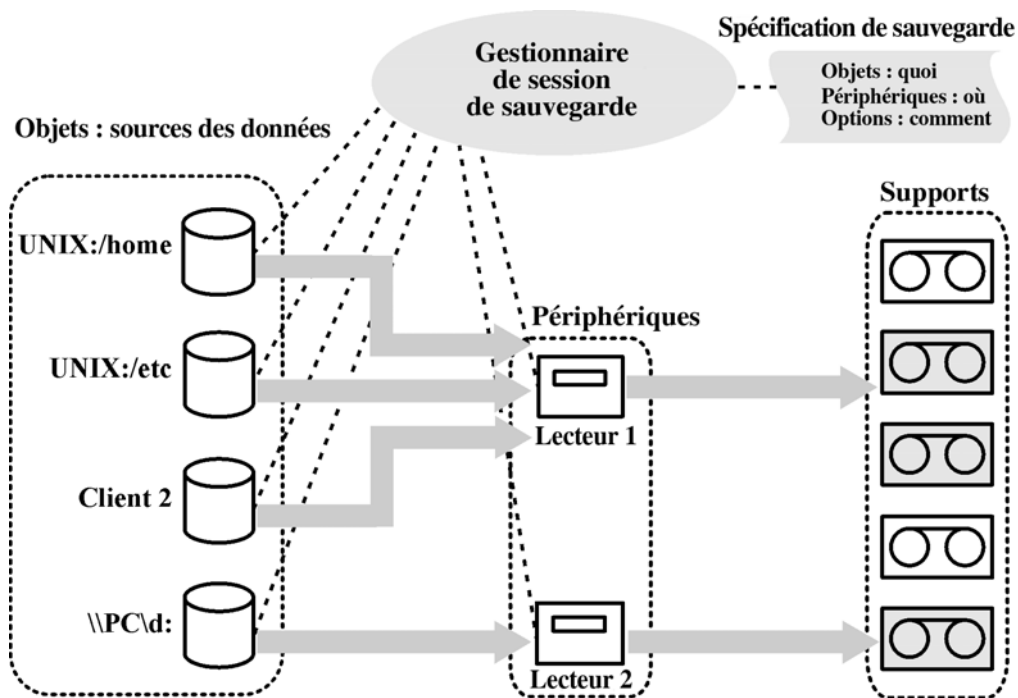 Spécification de sauvegarde
Gestionnaire
de session
de sauvegarde
Objets : quoi
Périphériques : où
Options : comment
Objets : sources des données
Supports
UNIX:/home
Périphériques
UNIX:/etc
Lecteur 1
Client 2
\\PC\d:
Lecteur 2